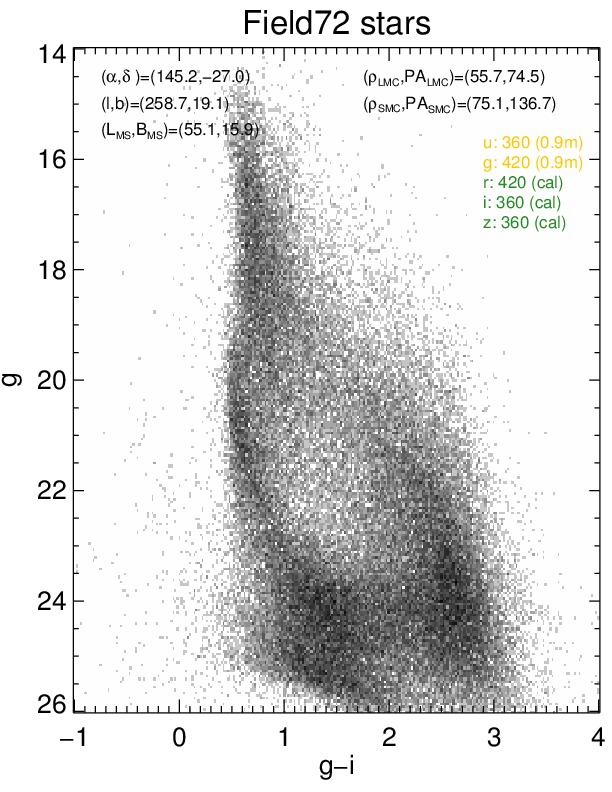 Field72 stars
(α,δ )=(145.2,−27.0)
(ρLMC,PALMC)=(55.7,74.5)
(l,b)=(258.7,19.1)
(ρSMC,PASMC)=(75.1,136.7)
(LMS,BMS)=(55.1,15.9)
u: 360 (0.9m)
g: 420 (0.9m)
r: 420 (cal)
i: 360 (cal)
z: 360 (cal)
14
16
18
20
22
24
26
g
−1 0 1 2 3 4
g−i